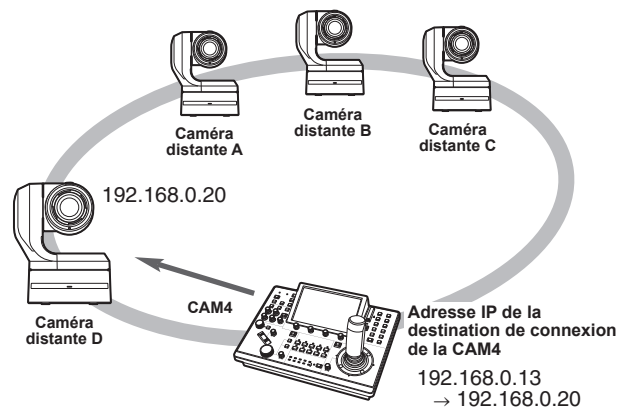 Caméra
distante A
Caméra
distante B
Caméra
distante C
192.168.0.20
Caméra
distante D
CAM4
Adresse IP de la
destination de connexion
de la CAM4
192.168.0.13
→ 192.168.0.20